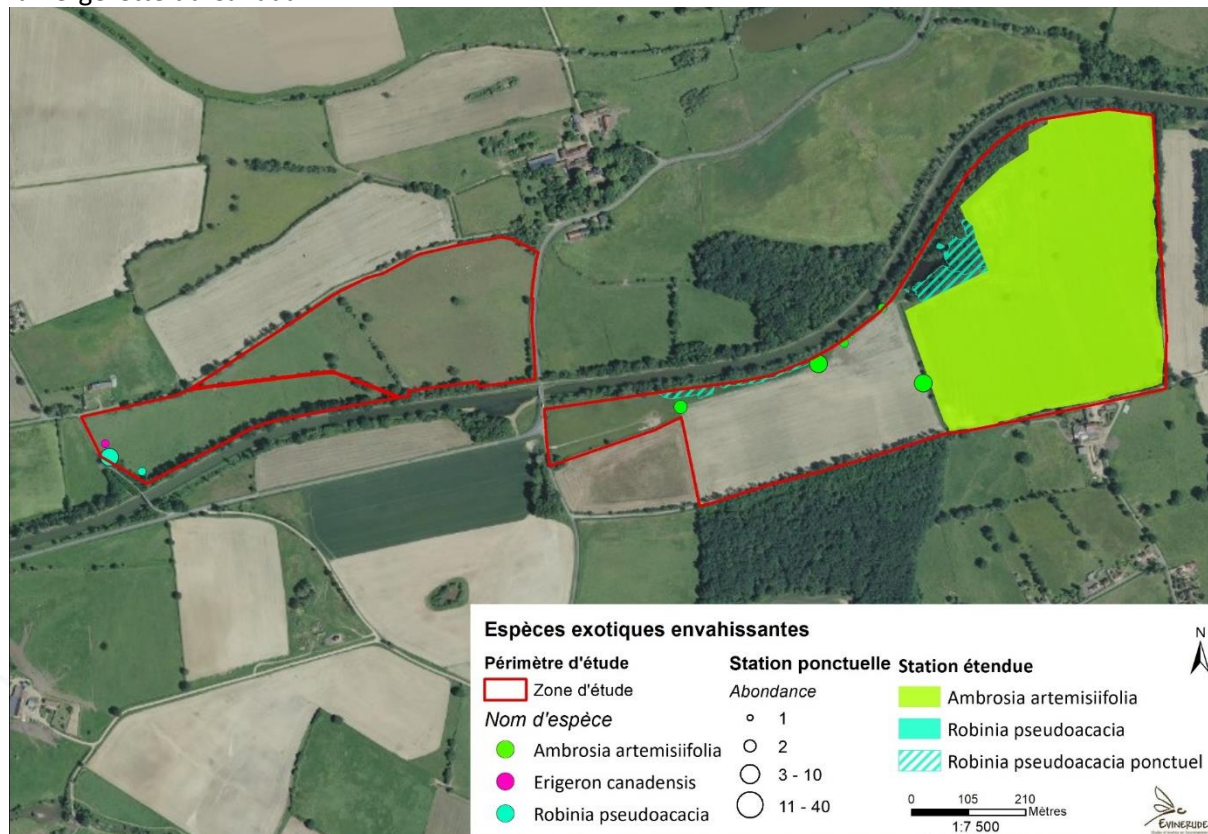 Espèces exotiques envahissantes
Périmètre d'étude
Zone d'étude
Nom d'espèce
Ambrosia artemisiifolia
Erigeron canadensis
Robinia pseudoacacia
Station ponctuelle
Abondance
1
2
3 - 10
11 - 40
Station étendue
Ambrosia artemisiifolia
Robinia pseudoacacia
Robinia pseudoacacia ponctuel
N
0 105 210
Mètres
1:7 500
EVINERUDE